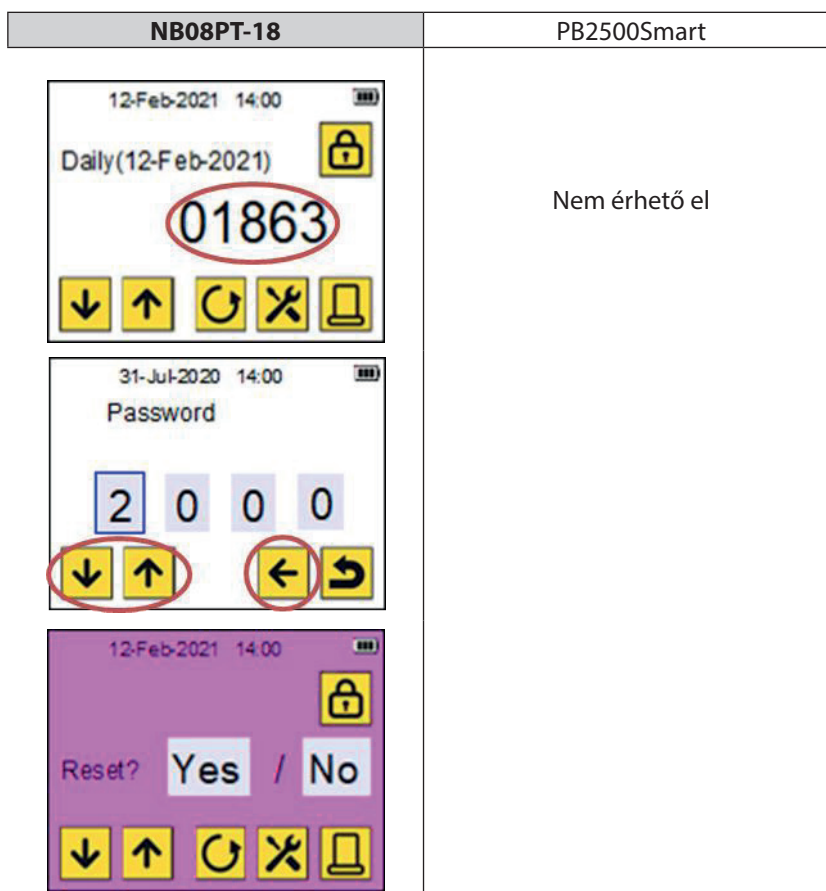 NB08PT-18 PB2500Smart
12-Feb-2021 14:00
Daily(12-Feb-2021)
01863
Nem érhető el
31-Jul-2020 14:00
Password
2 0 0 0
12-Feb-2021 14:00
Reset? Yes / No